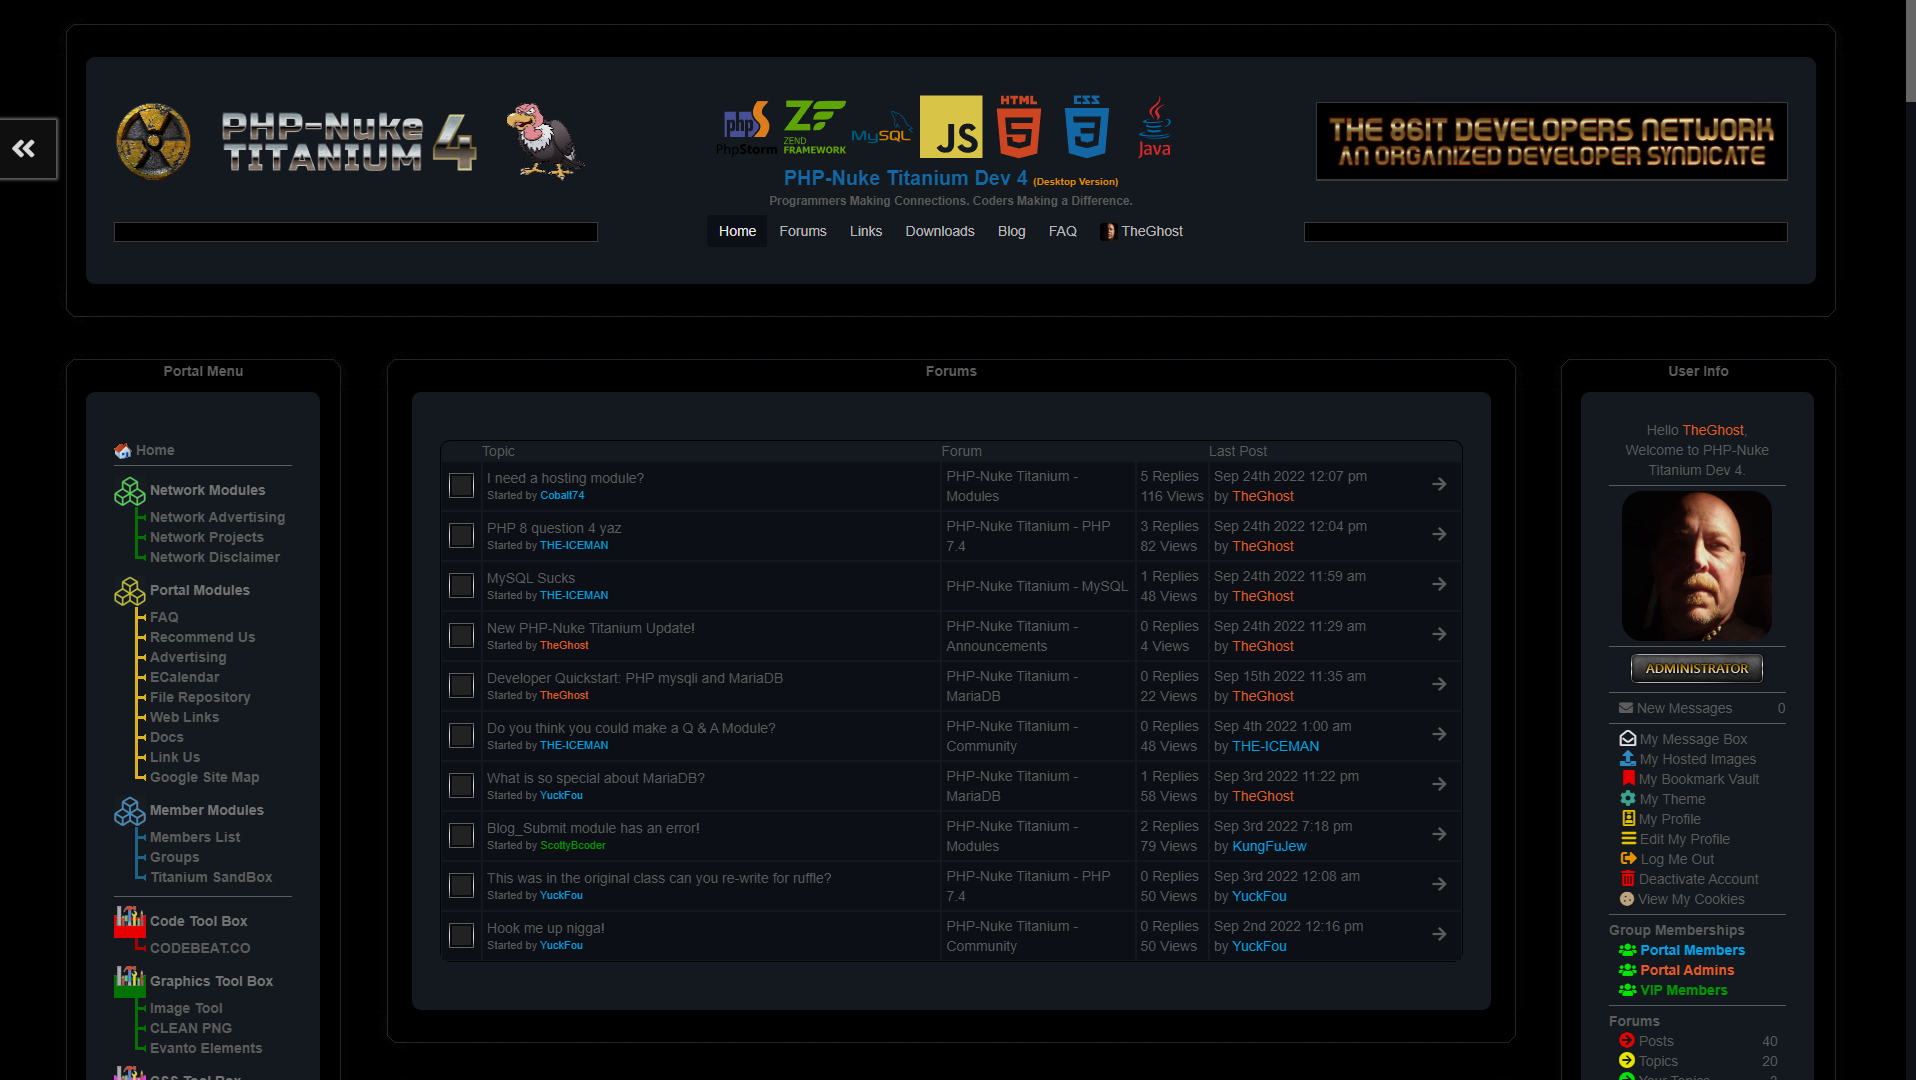 PHP-Nuke
TITANIUM 4
php
PhpStorm
ZF
ZEND
FRAMEWORK
MySQL
JS
HTML
5
CSS
3
Java
THE 86IT DEVELOPERS NETWORK
AN ORGANIZED DEVELOPER SYNDICATE
PHP-Nuke Titanium Dev 4 (Desktop Version)
Programmers Making Connections. Coders Making a Difference.
Home Forums Links Downloads Blog FAQ TheGhost
Portal Menu
Home
Network Modules
Network Advertising
Network Projects
Network Disclaimer
Portal Modules
FAQ
Recommend Us
Advertising
ECalendar
File Repository
Web Links
Docs
Link Us
Google Site Map
Member Modules
Members List
Groups
Titanium SandBox
Code Tool Box
CODEBEAT.CO
Graphics Tool Box
Image Tool
CLEAN PNG
Evanto Elements
CSS Tool Box
Forums
Topic Forum Last Post
I need a hosting module?
Started by Cobalt74
PHP-Nuke Titanium -
Modules
5 Replies
116 Views
Sep 24th 2022 12:07 pm
by TheGhost
PHP 8 question 4 yaz
Started by THE-ICEMAN
PHP-Nuke Titanium - PHP
7.4
3 Replies
82 Views
Sep 24th 2022 12:04 pm
by TheGhost
MySQL Sucks
Started by THE-ICEMAN
PHP-Nuke Titanium - MySQL
1 Replies
48 Views
Sep 24th 2022 11:59 am
by TheGhost
New PHP-Nuke Titanium Update!
Started by TheGhost
PHP-Nuke Titanium -
Announcements
0 Replies
4 Views
Sep 24th 2022 11:29 am
by TheGhost
Developer Quickstart: PHP mysqli and MariaDB
Started by TheGhost
PHP-Nuke Titanium -
MariaDB
0 Replies
22 Views
Sep 15th 2022 11:35 am
by TheGhost
Do you think you could make a Q & A Module?
Started by THE-ICEMAN
PHP-Nuke Titanium -
Community
0 Replies
48 Views
Sep 4th 2022 1:00 am
by THE-ICEMAN
What is so special about MariaDB?
Started by YuckFou
PHP-Nuke Titanium -
MariaDB
1 Replies
58 Views
Sep 3rd 2022 11:22 pm
by TheGhost
Blog_Submit module has an error!
Started by ScottyBcoder
PHP-Nuke Titanium -
Modules
2 Replies
79 Views
Sep 3rd 2022 7:18 pm
by KungFuJew
This was in the original class can you re-write for ruffle?
Started by YuckFou
PHP-Nuke Titanium - PHP
7.4
0 Replies
50 Views
Sep 3rd 2022 12:08 am
by YuckFou
Hook me up nigga!
Started by YuckFou
PHP-Nuke Titanium -
Community
0 Replies
50 Views
Sep 2nd 2022 12:16 pm
by YuckFou
User Info
Hello TheGhost,
Welcome to PHP-Nuke
Titanium Dev 4.
ADMINISTRATOR
New Messages 0
My Message Box
My Hosted Images
My Bookmark Vault
My Theme
My Profile
Edit My Profile
Log Me Out
Deactivate Account
View My Cookies
Group Memberships
Portal Members
Portal Admins
VIP Members
Forums
Posts 40
Topics 20
Your Topics